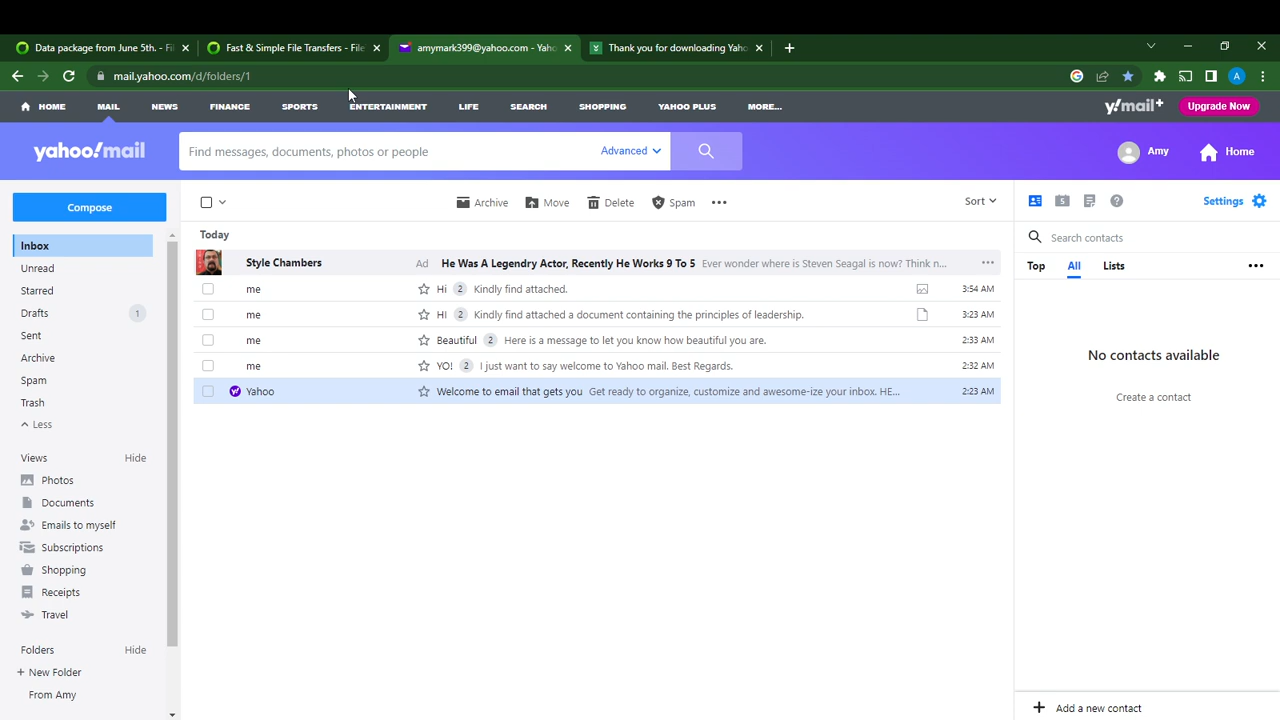 Data package from June 5th. - Fil
Fast & Simple File Transfers - File
amymark399@yahoo.com - Yaho
Thank you for downloading Yaho
mail.yahoo.com/d/folders/1
A
HOME MAIL NEWS FINANCE SPORTS ENTERTAINMENT LIFE SEARCH SHOPPING YAHOO PLUS MORE...
y!mail+ Upgrade Now
yahoo!mail
Find messages, documents, photos or people Advanced
Amy Home
Compose
Inbox
Unread
Starred
Drafts 1
Sent
Archive
Spam
Trash
Less
Views Hide
Photos
Documents
Emails to myself
Subscriptions
Shopping
Receipts
Travel
Folders Hide
+ New Folder
From Amy
Archive Move Delete Spam ••• Sort
Today
Style Chambers Ad He Was A Legendry Actor, Recently He Works 9 To 5 Ever wonder where is Steven Seagal is now? Think n...
me Hi 2 Kindly find attached. 3:54 AM
me HI 2 Kindly find attached a document containing the principles of leadership. 3:23 AM
me Beautiful 2 Here is a message to let you know how beautiful you are. 2:33 AM
me YO! 2 I just want to say welcome to Yahoo mail. Best Regards. 2:32 AM
Yahoo Welcome to email that gets you Get ready to organize, customize and awesome-ize your inbox. HE... 2:23 AM
5 Settings
Search contacts
Top All Lists
No contacts available
Create a contact
+ Add a new contact